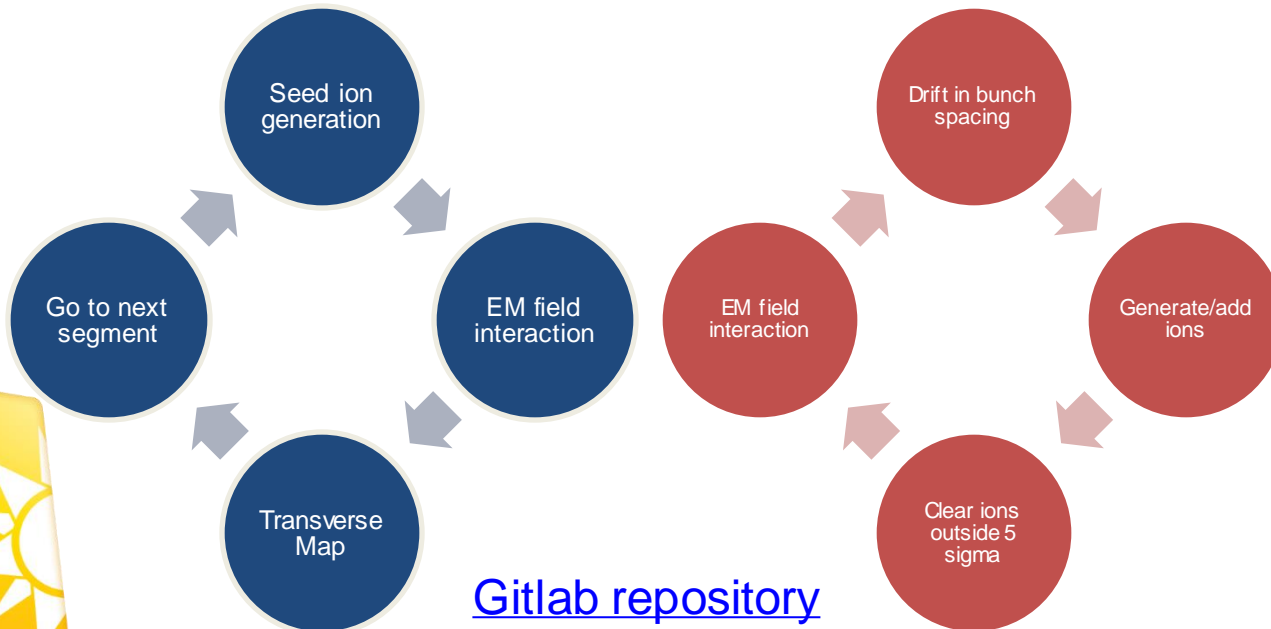 Seed ion
generation
EM field
interaction
Transverse
Map
Go to next
segment
Drift in bunch
spacing
Generate/add
ions
Clear ions
outside 5
sigma
EM field
interaction
Gitlab repository